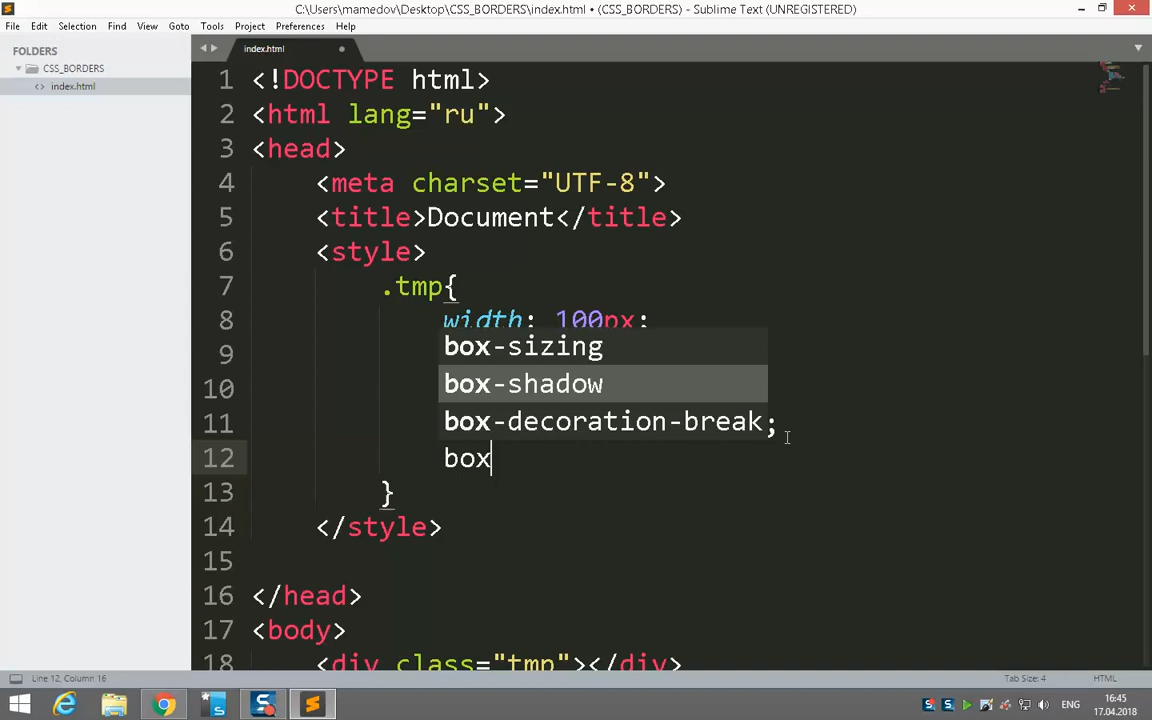 C:\Users\mamedov\Desktop\CSS_BORDERS\index.html • (CSS_BORDERS) - Sublime Text (UNREGISTERED)
File Edit Selection View Goto Tools Project Preferences Help
FOLDERS
CSS_BORDERS
<> index.html
index.html
1 <!DOCTYPE html>
2 <html lang="ru">
3 <head>
4 <meta charset="UTF-8">
5 <title>Document</title>
6 <style>
7 .tmp{
8 width: 100px;
9 box-sizing
10 box-shadow
11 box-decoration-break;
12 box
13 }
14 </style>
15
16 </head>
17 <body>
18 <div class="tmp"></div>
Line 12, Column 16
Tab Size: 4
HTML
ENG
16:45
17.04.2018